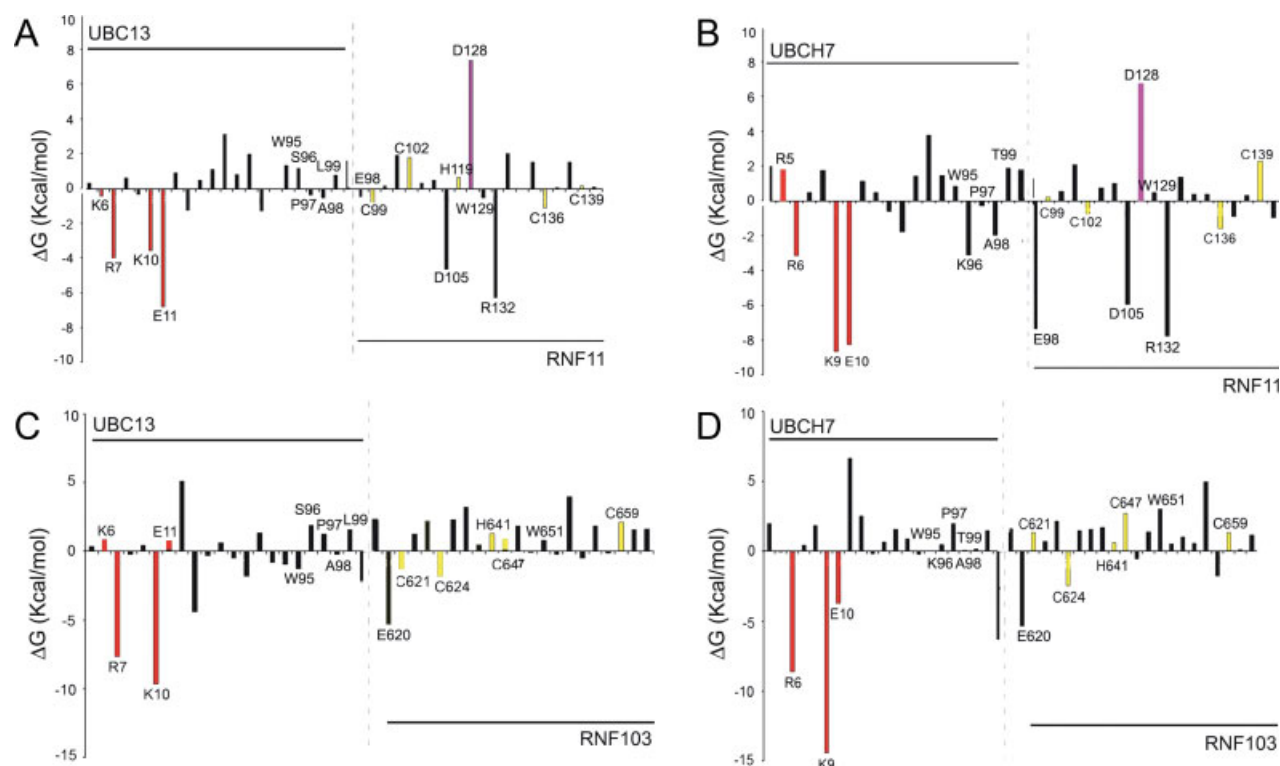 A
UBC13
ΔG (Kcal/mol)
10
8
6
4
2
0
-2
-4
-6
-8
-10
K6
R7
K10
E11
W95
S96
L99
P97
A98
E98
C99
C102
D105
H119
D128
W129
R132
C136
C139
RNF11
B
UBCH7
ΔG (Kcal/mol)
10
8
6
4
2
0
-2
-4
-6
-8
-10
R5
R6
K9 E10
W95
K96
P97
A98
T99
E98
C99
C102
D105
D128
W129
R132
C136
C139
RNF11
C
UBC13
ΔG (Kcal/mol)
10
5
0
-5
-10
-15
K6
R7
K10
E11
W95
S96
P97
A98
L99
E620
C621
C624
H641
C647
W651
C659
RNF103
D
UBCH7
ΔG (Kcal/mol)
10
5
0
-5
-10
-15
R6
K9
E10
W95
K96
P97
T99
A98
E620
C621
C624
H641
C647
W651
C659
RNF103